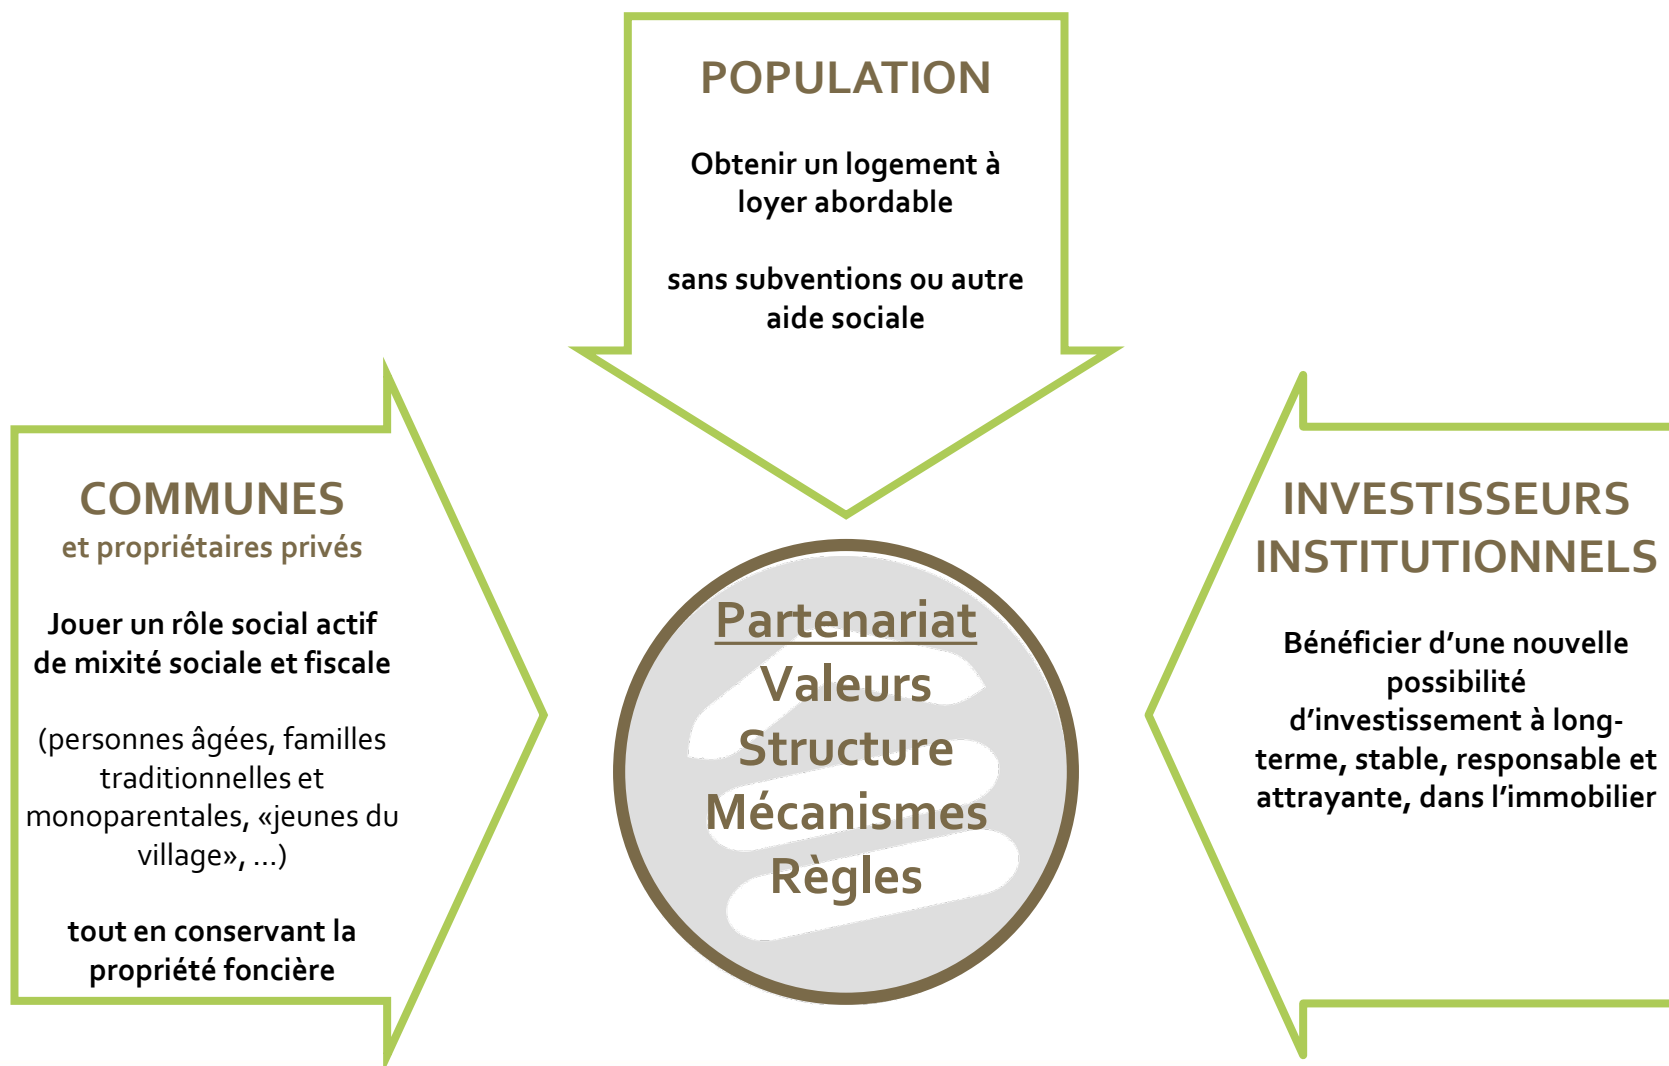 POPULATION
Obtenir un logement à
loyer abordable
sans subventions ou autre
aide sociale
COMMUNES
et propriétaires privés
Jouer un rôle social actif
de mixité sociale et fiscale
(personnes âgées, familles
traditionnelles et
monoparentales, «jeunes du
village», ...)
tout en conservant la
propriété foncière
Partenariat
Valeurs
Structure
Mécanismes
Règles
INVESTISSEURS
INSTITUTIONNELS
Bénéficier d’une nouvelle
possibilité
d’investissement à long-
terme, stable, responsable et
attrayante, dans l’immobilier